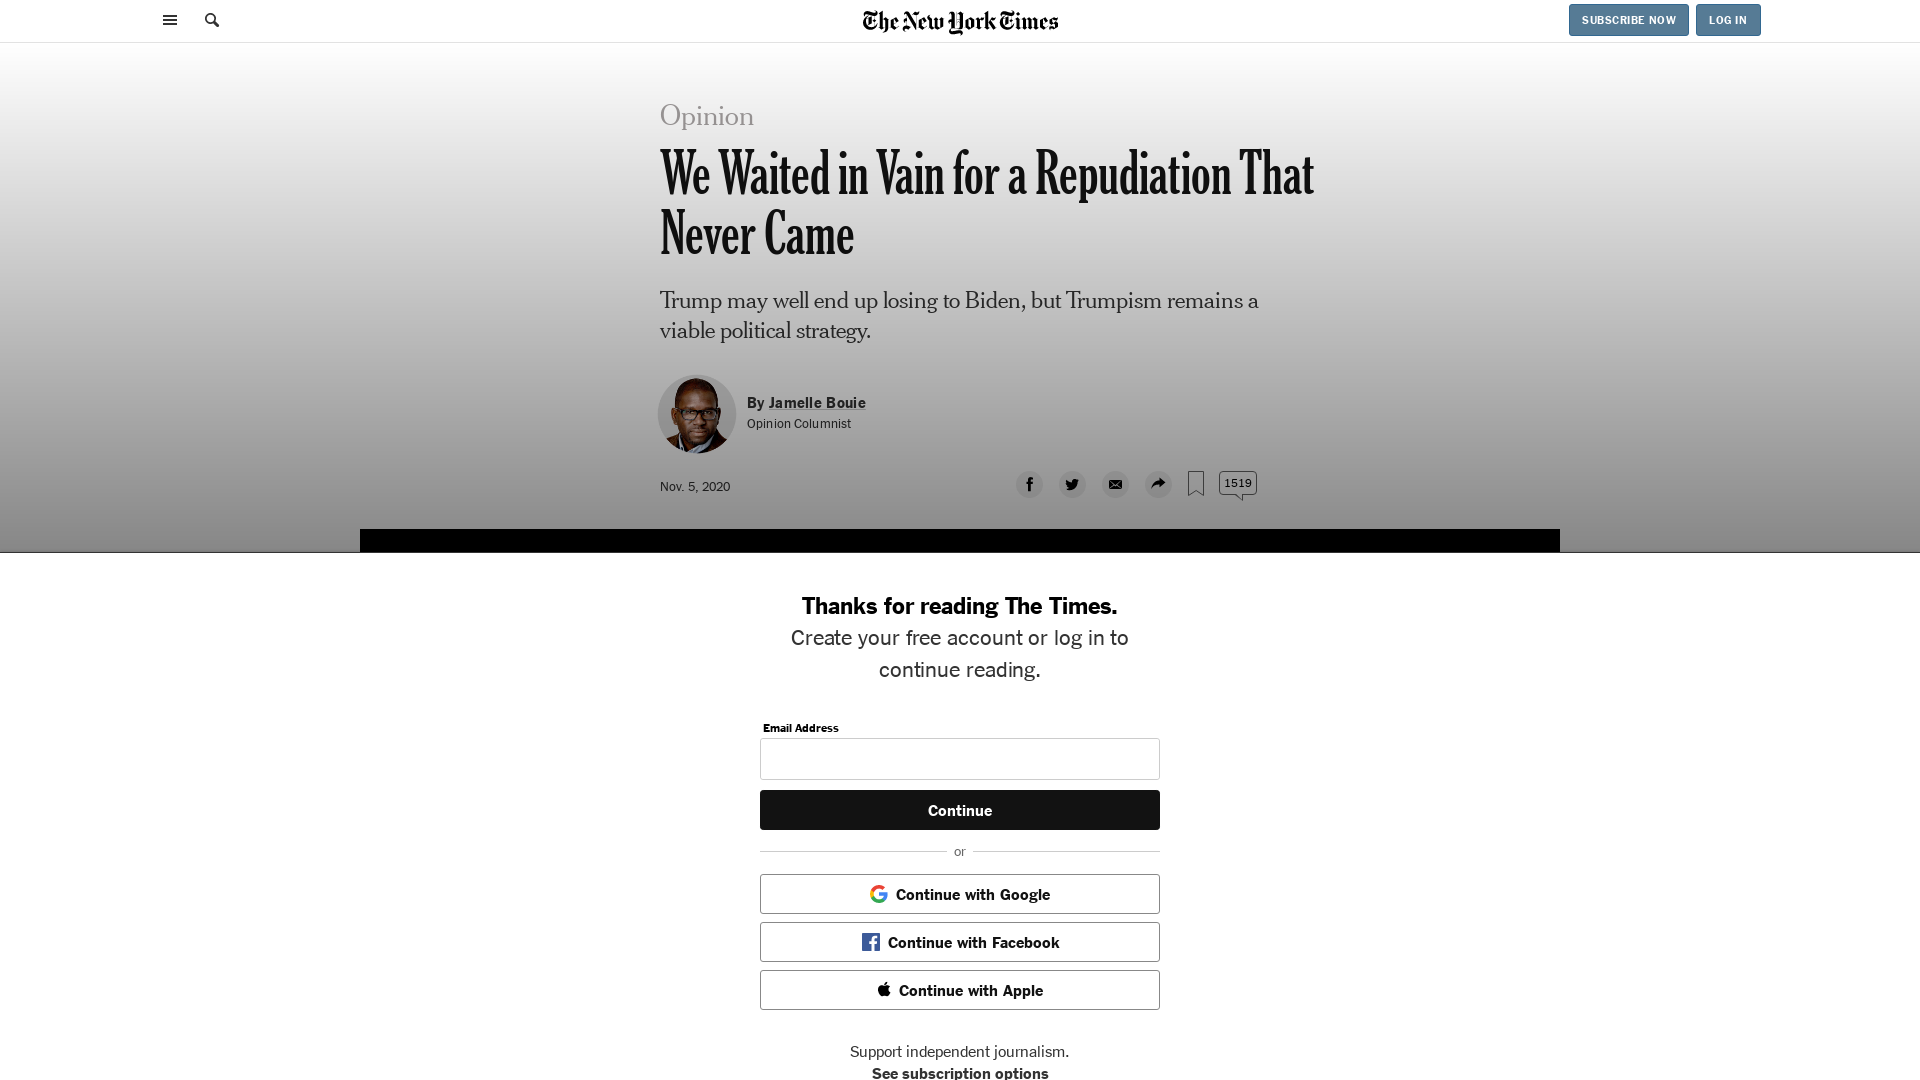 The New York Times
SUBSCRIBE NOW
LOG IN
Opinion
We Waited in Vain for a Repudiation That
Never Came
Trump may well end up losing to Biden, but Trumpism remains a
viable political strategy.
By Jamelle Bouie
Opinion Columnist
Nov. 5, 2020
1519
Thanks for reading The Times.
Create your free account or log in to
continue reading.
Email Address
Continue
or
Continue with Google
Continue with Facebook
Continue with Apple
Support independent journalism.
See subscription options